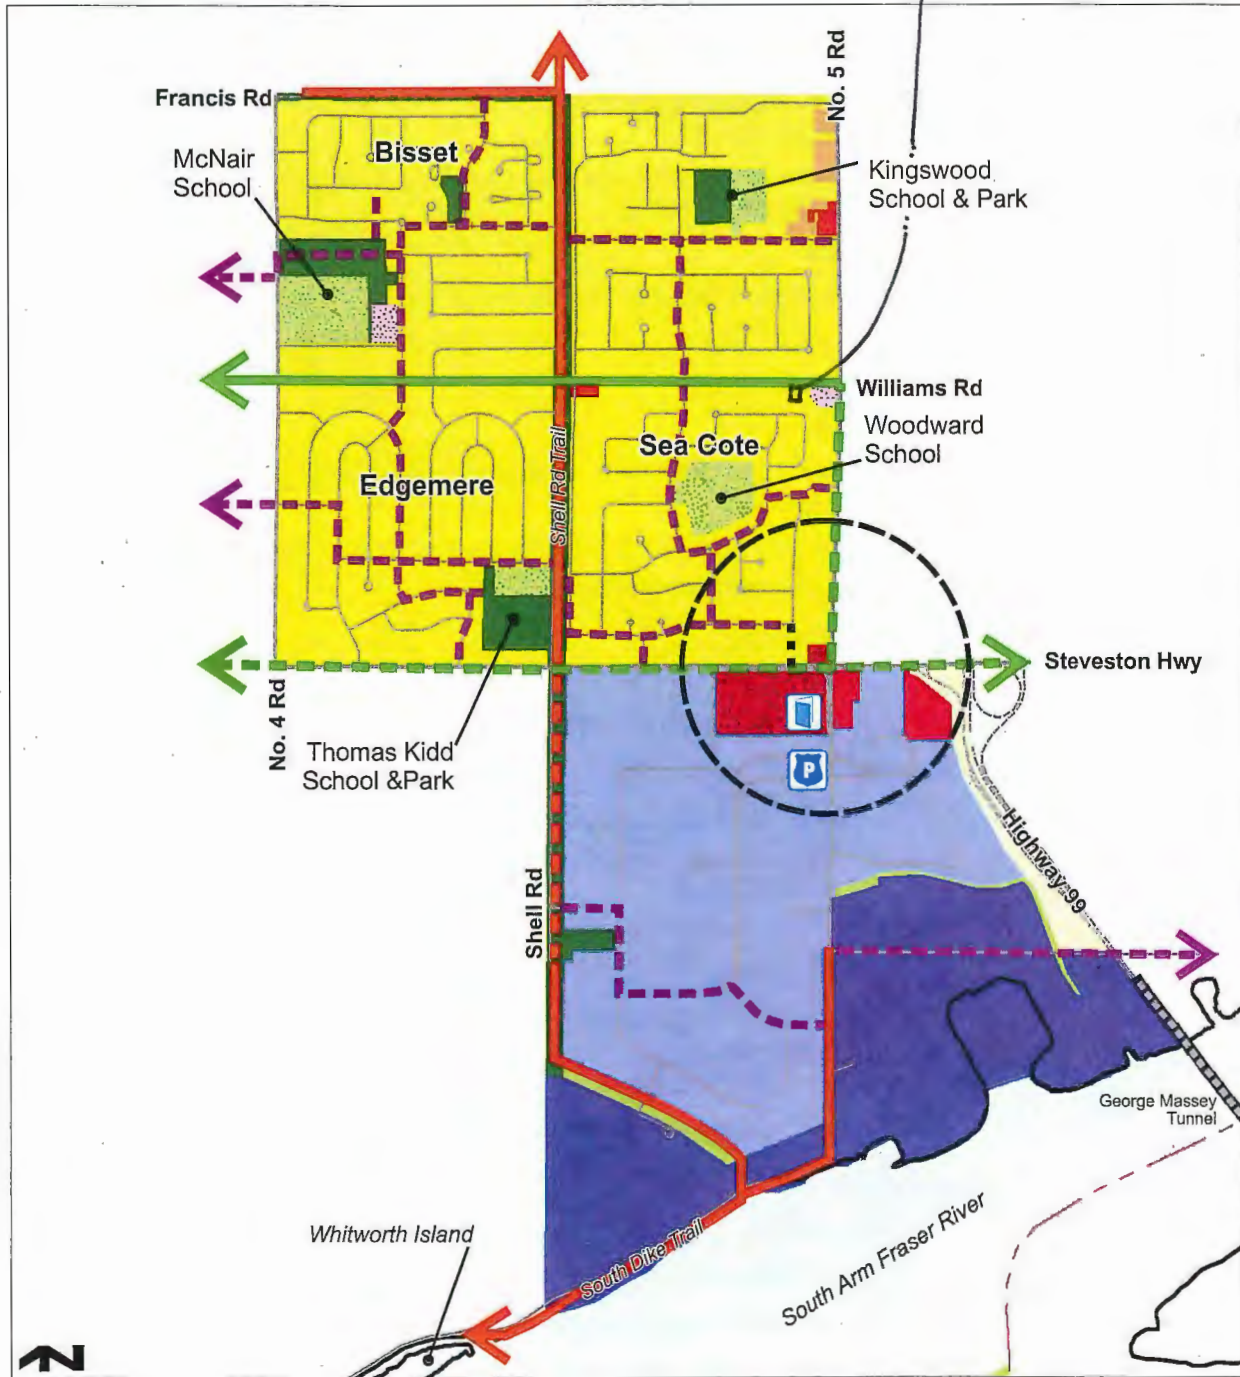 No. 5 Rd
Francis Rd
Bisset
McNair
School
Kingswood
School & Park
Williams Rd
Woodward
School
Sea Cote
Shell Rd Trail
Edgemere
Steveston Hwy
No. 4 Rd
Thomas Kidd
School &Park
P
Highway 99
Shell Rd
George Massey
Tunnel
Whitworth Island
South Dike Trail
South Arm Fraser River
N